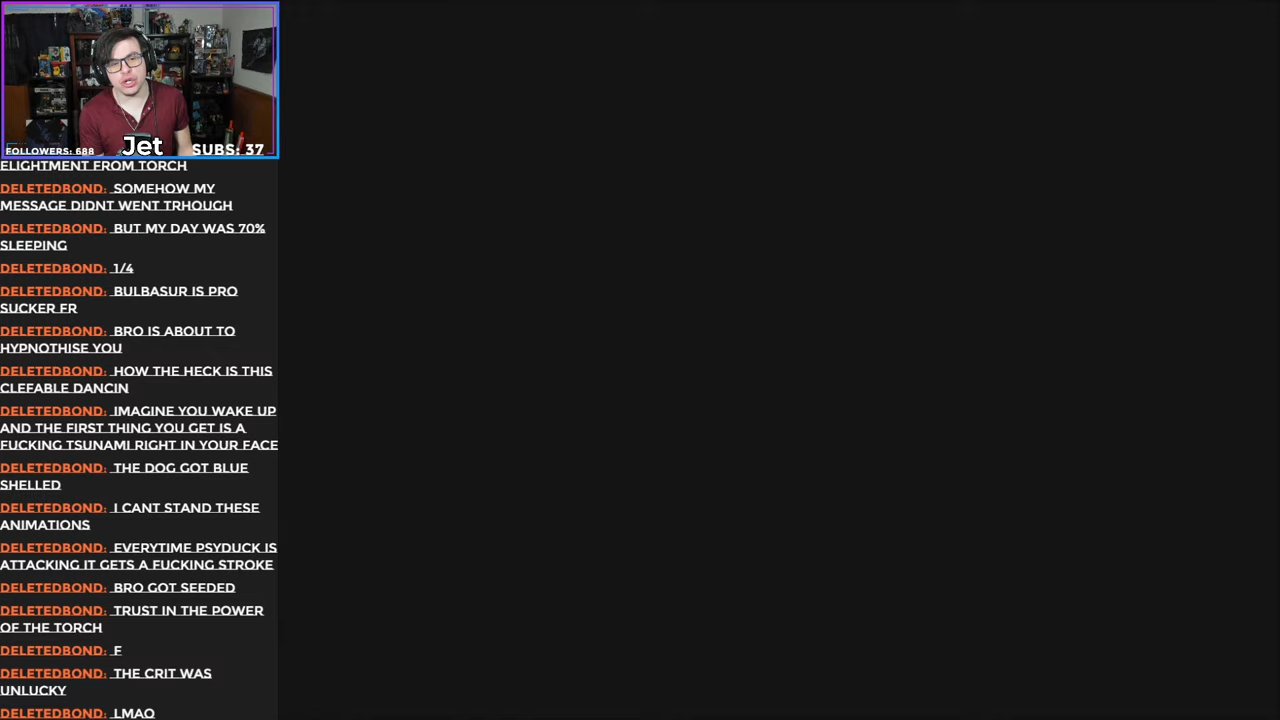 FOLLOWERS: 688
Jet
SUBS: 37
ELIGHTMENT FROM TORCH
DELETEDBOND: SOMEHOW MY
MESSAGE DIDNT WENT TRHOUGH
DELETEDBOND: BUT MY DAY WAS 70%
SLEEPING
DELETEDBOND: 1/4
DELETEDBOND: BULBASUR IS PRO
SUCKER FR
DELETEDBOND: BRO IS ABOUT TO
HYPNOTHISE YOU
DELETEDBOND: HOW THE HECK IS THIS
CLEFABLE DANCIN
DELETEDBOND: IMAGINE YOU WAKE UP
AND THE FIRST THING YOU GET IS A
FUCKING TSUNAMI RIGHT IN YOUR FACE
DELETEDBOND: THE DOG GOT BLUE
SHELLED
DELETEDBOND: I CANT STAND THESE
ANIMATIONS
DELETEDBOND: EVERYTIME PSYDUCK IS
ATTACKING IT GETS A FUCKING STROKE
DELETEDBOND: BRO GOT SEEDED
DELETEDBOND: TRUST IN THE POWER
OF THE TORCH
DELETEDBOND: F
DELETEDBOND: THE CRIT WAS
UNLUCKY
DELETEDBOND: LMAO